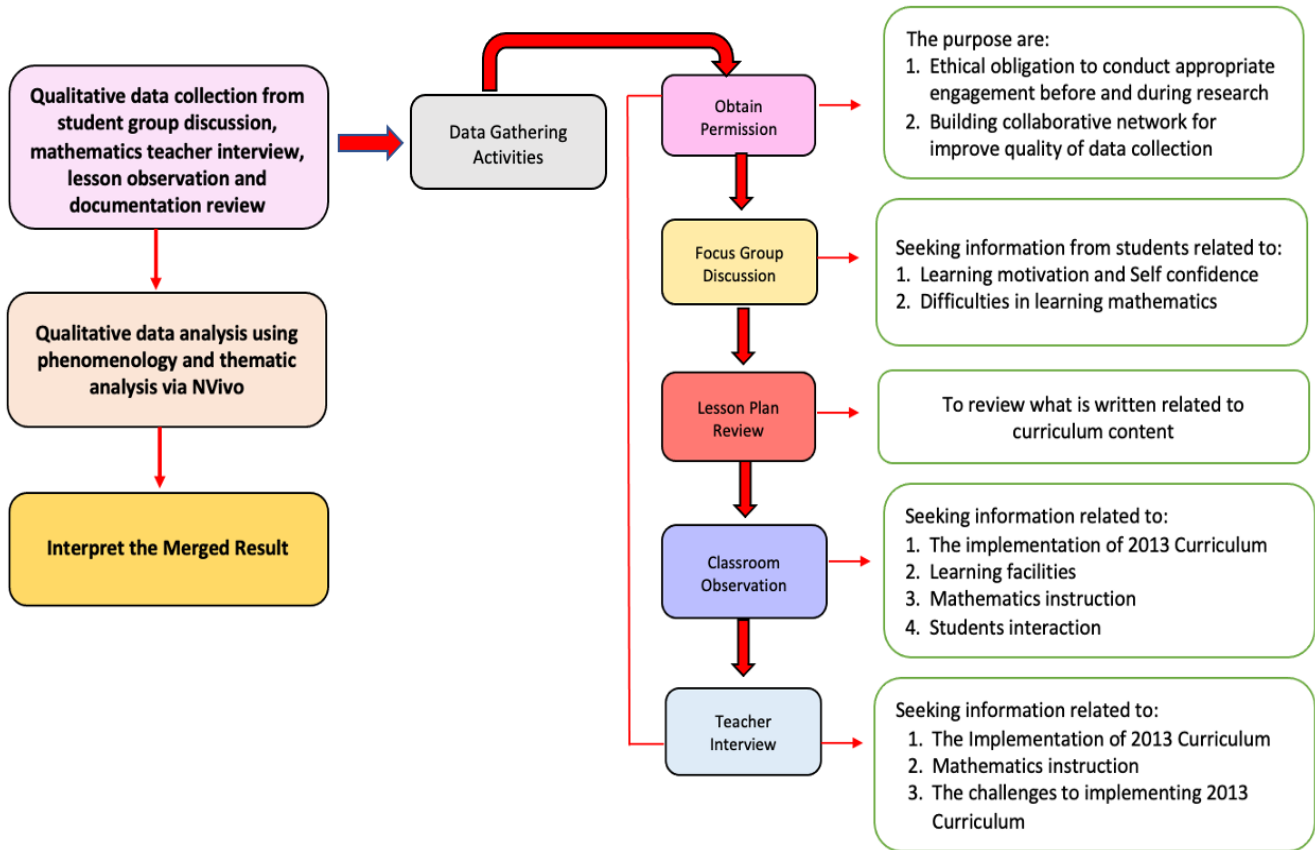 Qualitative data collection from
student group discussion,
mathematics teacher interview,
lesson observation and
documentation review
Qualitative data analysis using
phenomenology and thematic
analysis via NVivo
Interpret the Merged Result
Data Gathering
Activities
Obtain
Permission
The purpose are:
1. Ethical obligation to conduct appropriate
engagement before and during research
2. Building collaborative network for
improve quality of data collection
Focus Group
Discussion
Seeking information from students related to:
1. Learning motivation and Self confidence
2. Difficulties in learning mathematics
Lesson Plan
Review
To review what is written related to
curriculum content
Classroom
Observation
Seeking information related to:
1. The implementation of 2013 Curriculum
2. Learning facilities
3. Mathematics instruction
4. Students interaction
Teacher
Interview
Seeking information related to:
1. The Implementation of 2013 Curriculum
2. Mathematics instruction
3. The challenges to implementing 2013
Curriculum